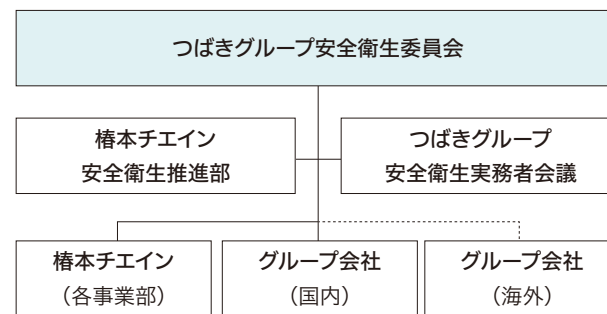 つばきグループ安全衛生委員会
椿本チエイン
安全衛生推進部
つばきグループ
安全衛生実務者会議
椿本チエイン
（各事業部）
グループ会社
（国内）
グループ会社
（海外）